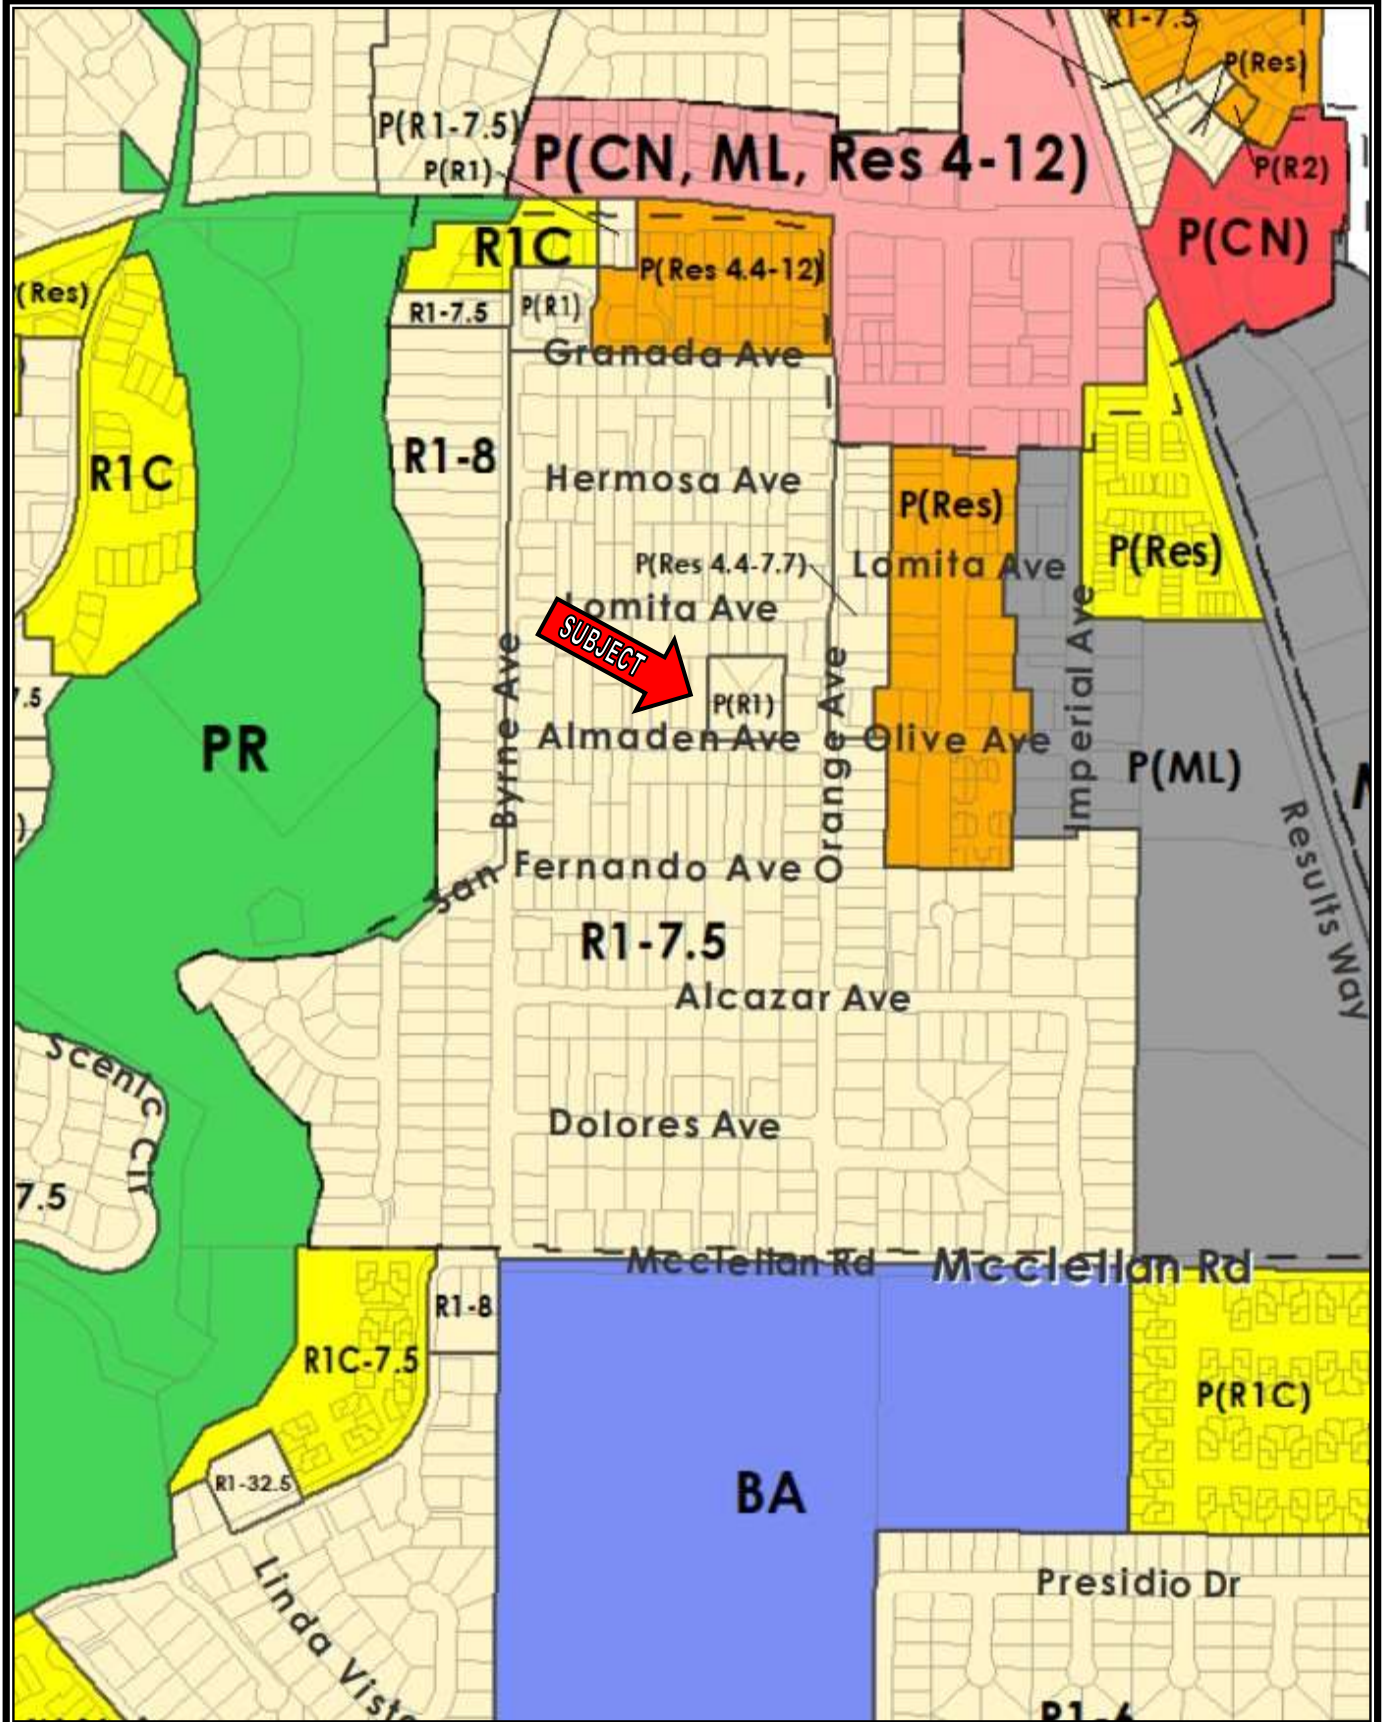 R1-7.5
P(Res)
P(R1-7.5)
P(CN, ML, Res 4-12)
P(R1)
P(R2)
P(CN)
R1C
P(Res 4.4-12)
(Res)
R1-7.5
P(R1)
Granada Ave
R1-8
R1C
Hermosa Ave
P(Res)
P(Res)
P(Res 4.4-7.7)
Lomita Ave
Lomita Ave
SUBJECT
Byrne Ave
Orange Ave
Imperial Ave
7.5
P(R1)
PR
Almaden Ave
Olive Ave
P(ML)
)
Results Way
San Fernando Ave
R1-7.5
Alcazar Ave
Scenic Cir
Dolores Ave
7.5
Mcclellan Rd
Mcclellan Rd
R1-8
R1C-7.5
P(R1C)
R1-32.5
BA
Linda Vista
Presidio Dr
R1-6